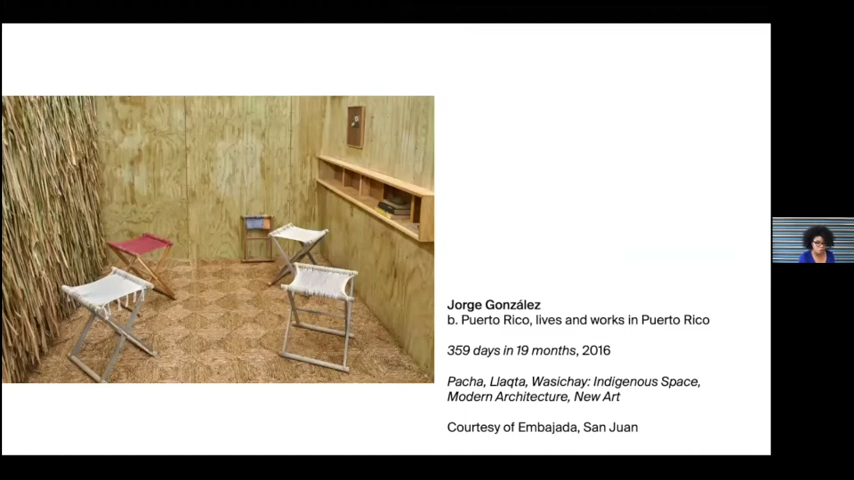 Jorge González
b. Puerto Rico, lives and works in Puerto Rico
359 days in 19 months, 2016
Pacha, Llaqta, Wasichay: Indigenous Space,
Modern Architecture, New Art
Courtesy of Embajada, San Juan